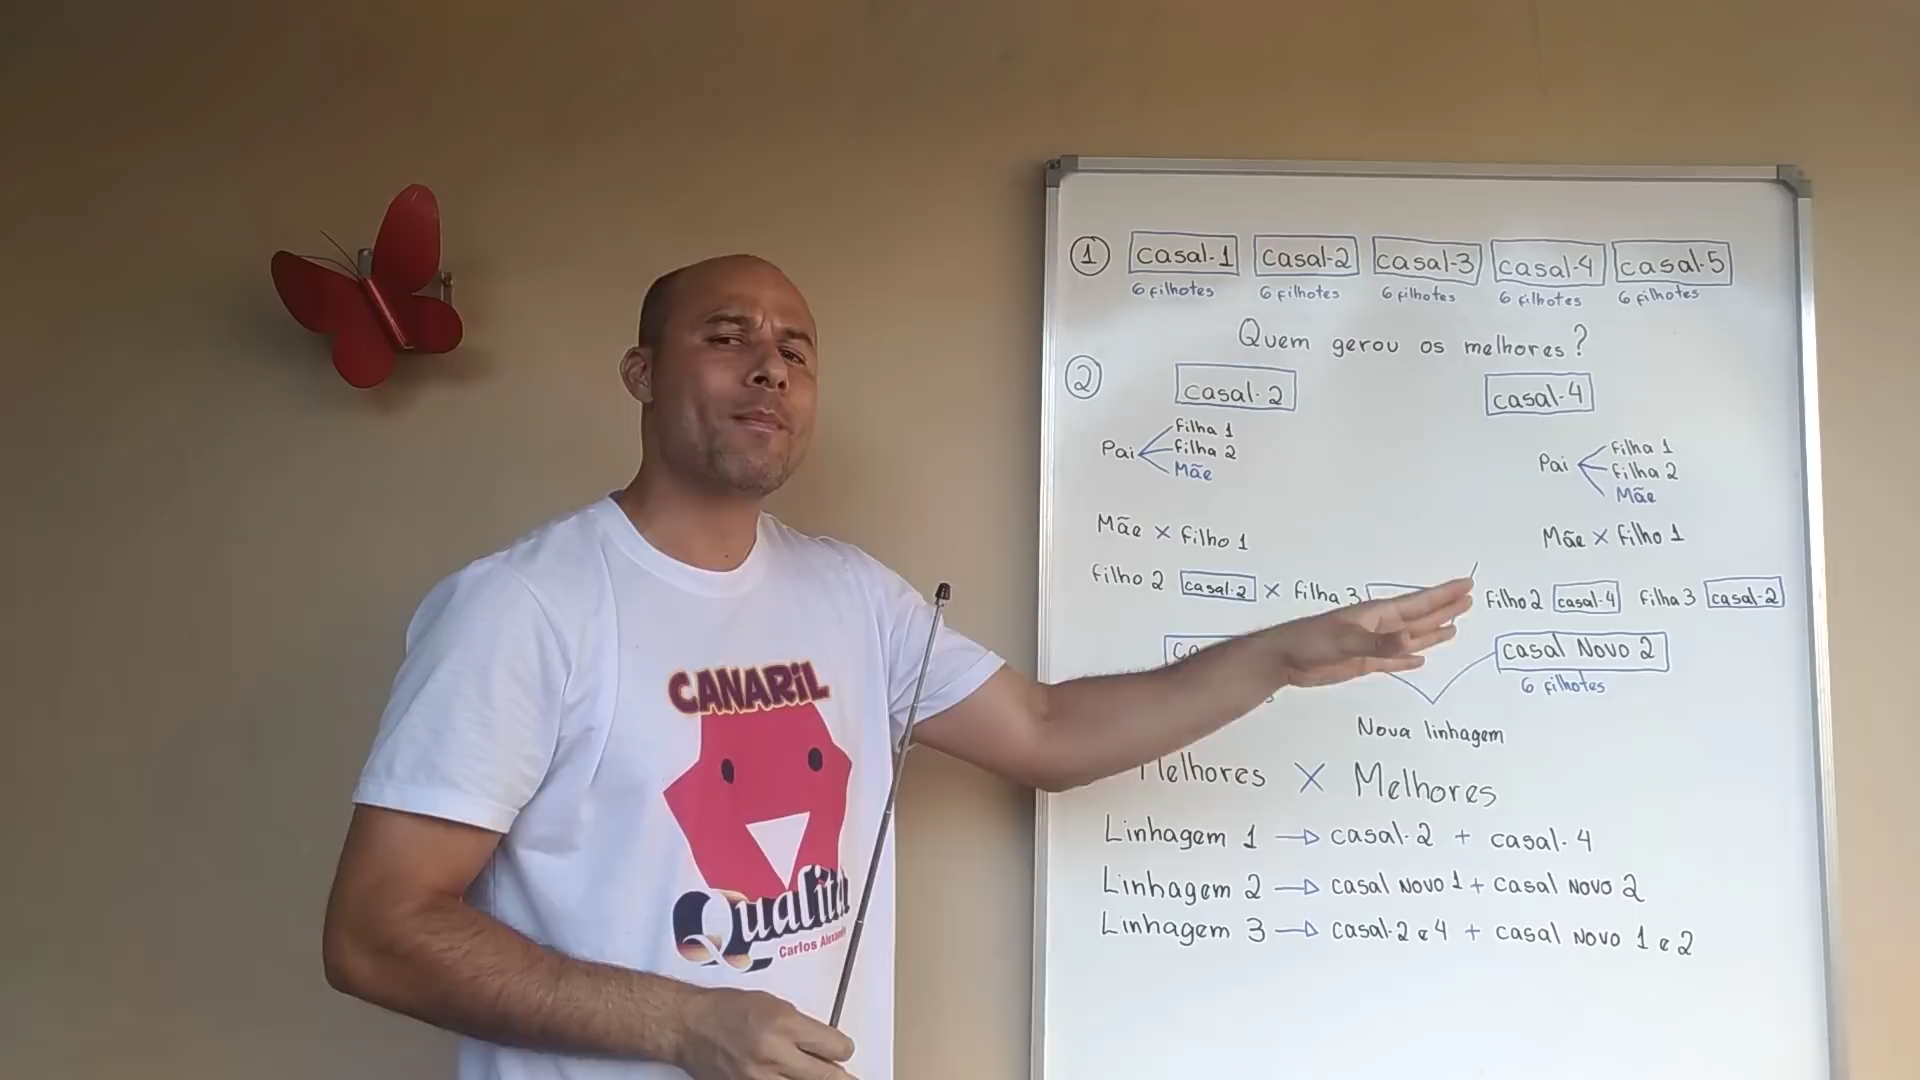 1 casal-1 casal-2 casal-3 casal-4 casal-5
6 filhotes 6 filhotes 6 filhotes 6 filhotes 6 filhotes
Quem gerou os melhores?
2 casal-2 casal-4
Pai
filha 1
filha 2
Mãe
Pai
filha 1
filha 2
Mãe
Mãe X filho 1
Mãe X filho 1
filho 2 casal-2 X filha 3
filho 2 casal-4 filha 3 casal-2
casal Novo 2
6 filhotes
Nova linhagem
Melhores X Melhores
Linhagem 1 → casal-2 + casal-4
Linhagem 2 → casal Novo 1 + casal Novo 2
Linhagem 3 → casal-2 e 4 + casal Novo 1 e 2
CANARiL
Carlos